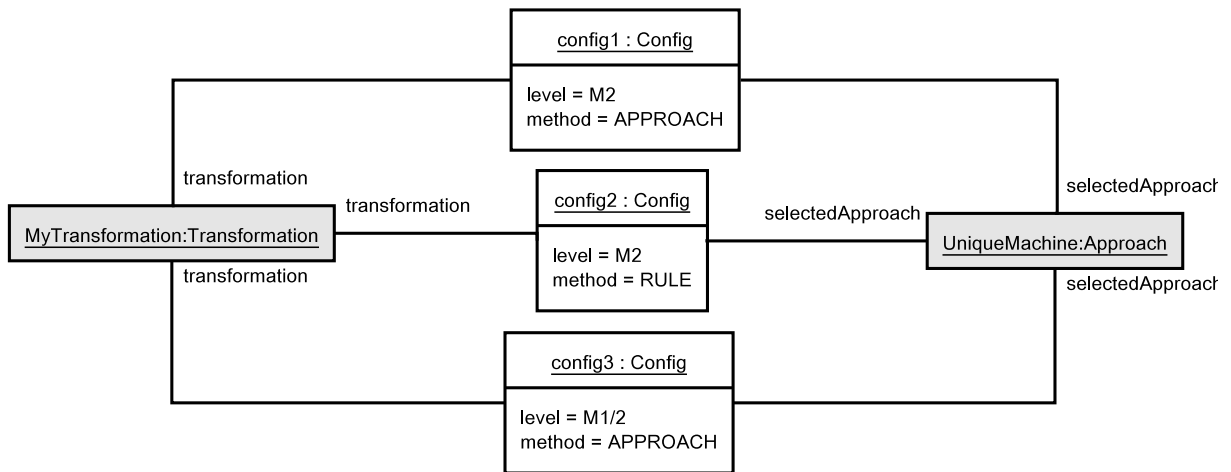 config1 : Config
level = M2
method = APPROACH
transformation
selectedApproach
transformation
config2 : Config
selectedApproach
MyTransformation:Transformation
UniqueMachine:Approach
level = M2
method = RULE
transformation
selectedApproach
config3 : Config
level = M1/2
method = APPROACH